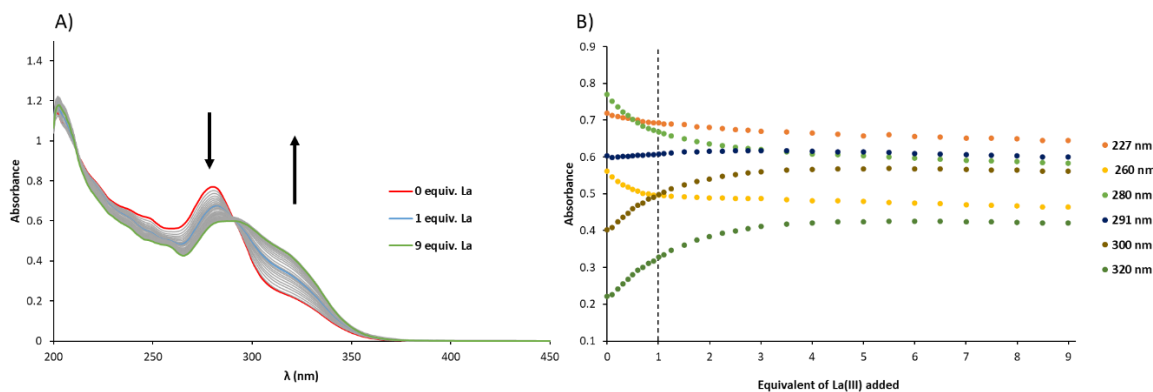 A)
1.4
1.2
1
0.8
0.6
0.4
0.2
0
200
250
300
350
400
450
Absorbance
λ (nm)
0 equiv. La
1 equiv. La
9 equiv. La
B)
0.9
0.8
0.7
0.6
0.5
0.4
0.3
0.2
0.1
0
1
2
3
4
5
6
7
8
9
Absorbance
Equivalent of La(III) added
227 nm
260 nm
280 nm
291 nm
300 nm
320 nm